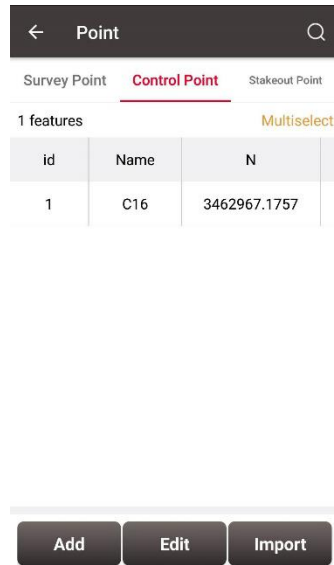 Point
Survey Point Control Point Stakeout Point
1 features Multiselect
id Name N
1 C16 3462967.1757
Add Edit Import